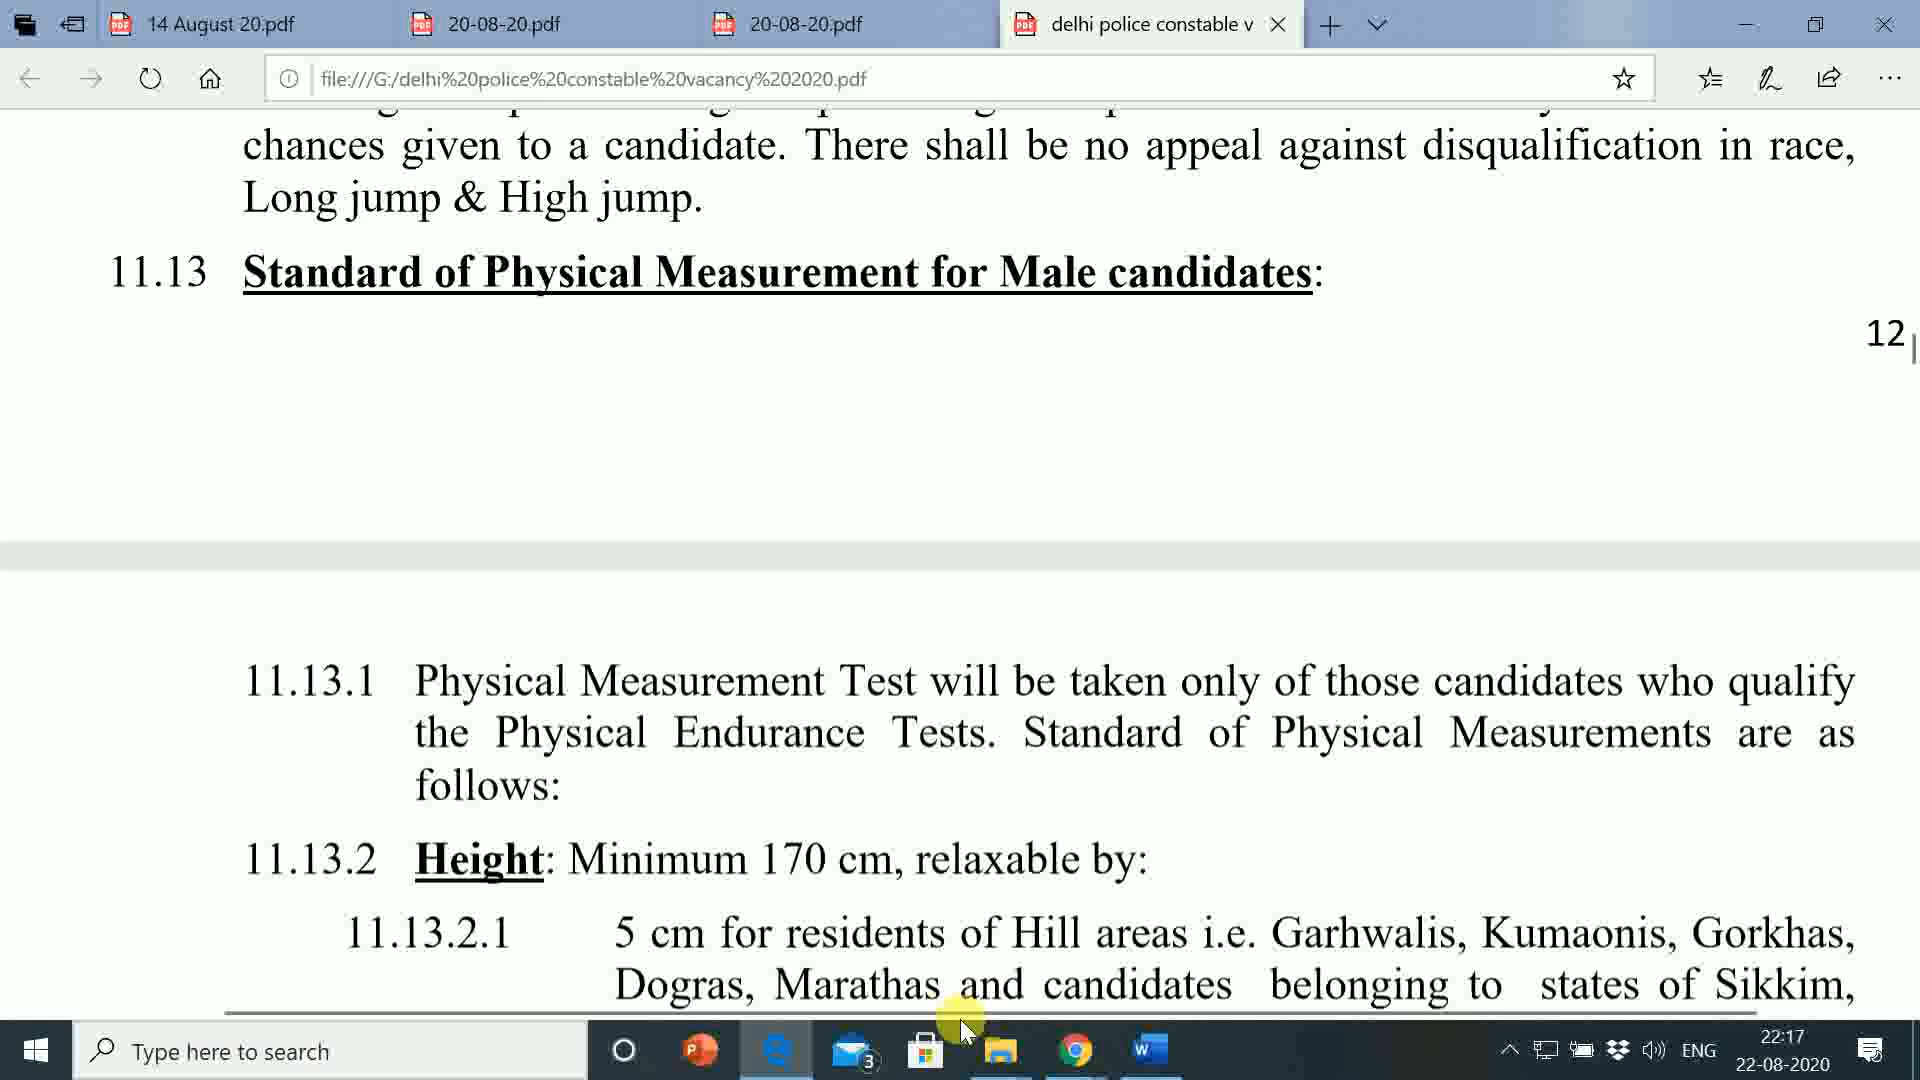 14 August 20.pdf
20-08-20.pdf
20-08-20.pdf
delhi police constable v
file:///G:/delhi%20police%20constable%20vacancy%202020.pdf
chances given to a candidate. There shall be no appeal against disqualification in race,
Long jump & High jump.
11.13 Standard of Physical Measurement for Male candidates:
12
11.13.1 Physical Measurement Test will be taken only of those candidates who qualify
the Physical Endurance Tests. Standard of Physical Measurements are as
follows:
11.13.2 Height: Minimum 170 cm, relaxable by:
11.13.2.1 5 cm for residents of Hill areas i.e. Garhwalis, Kumaonis, Gorkhas,
Dogras, Marathas and candidates belonging to states of Sikkim,
Type here to search
3
ENG
22:17
22-08-2020